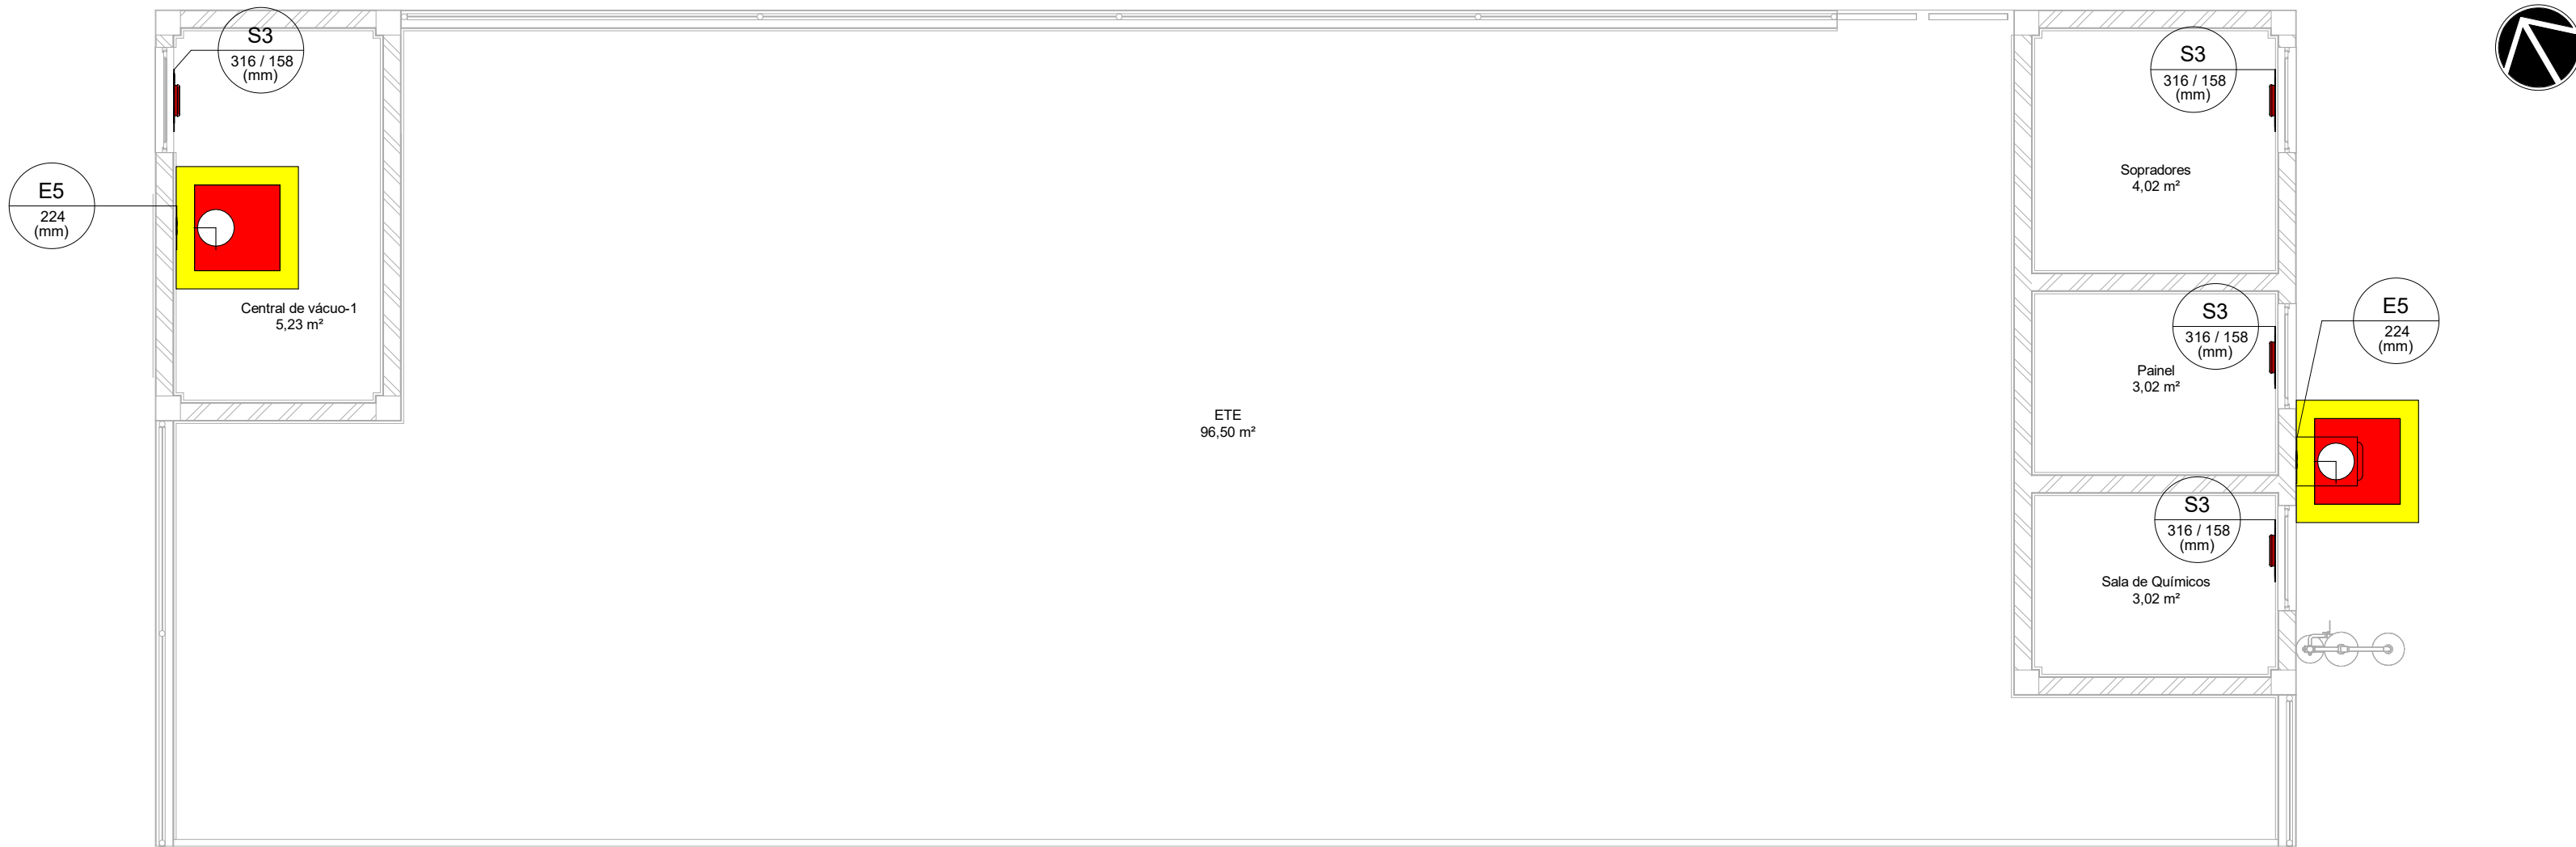 S3
316 / 158
(mm)
S3
316 / 158
(mm)
Sopradores
4,02 m²
E5
224
(mm)
Central de vácuo-1
5,23 m²
S3
316 / 158
(mm)
E5
224
(mm)
Painel
3,02 m²
ETE
96,50 m²
S3
316 / 158
(mm)
Sala de Químicos
3,02 m²